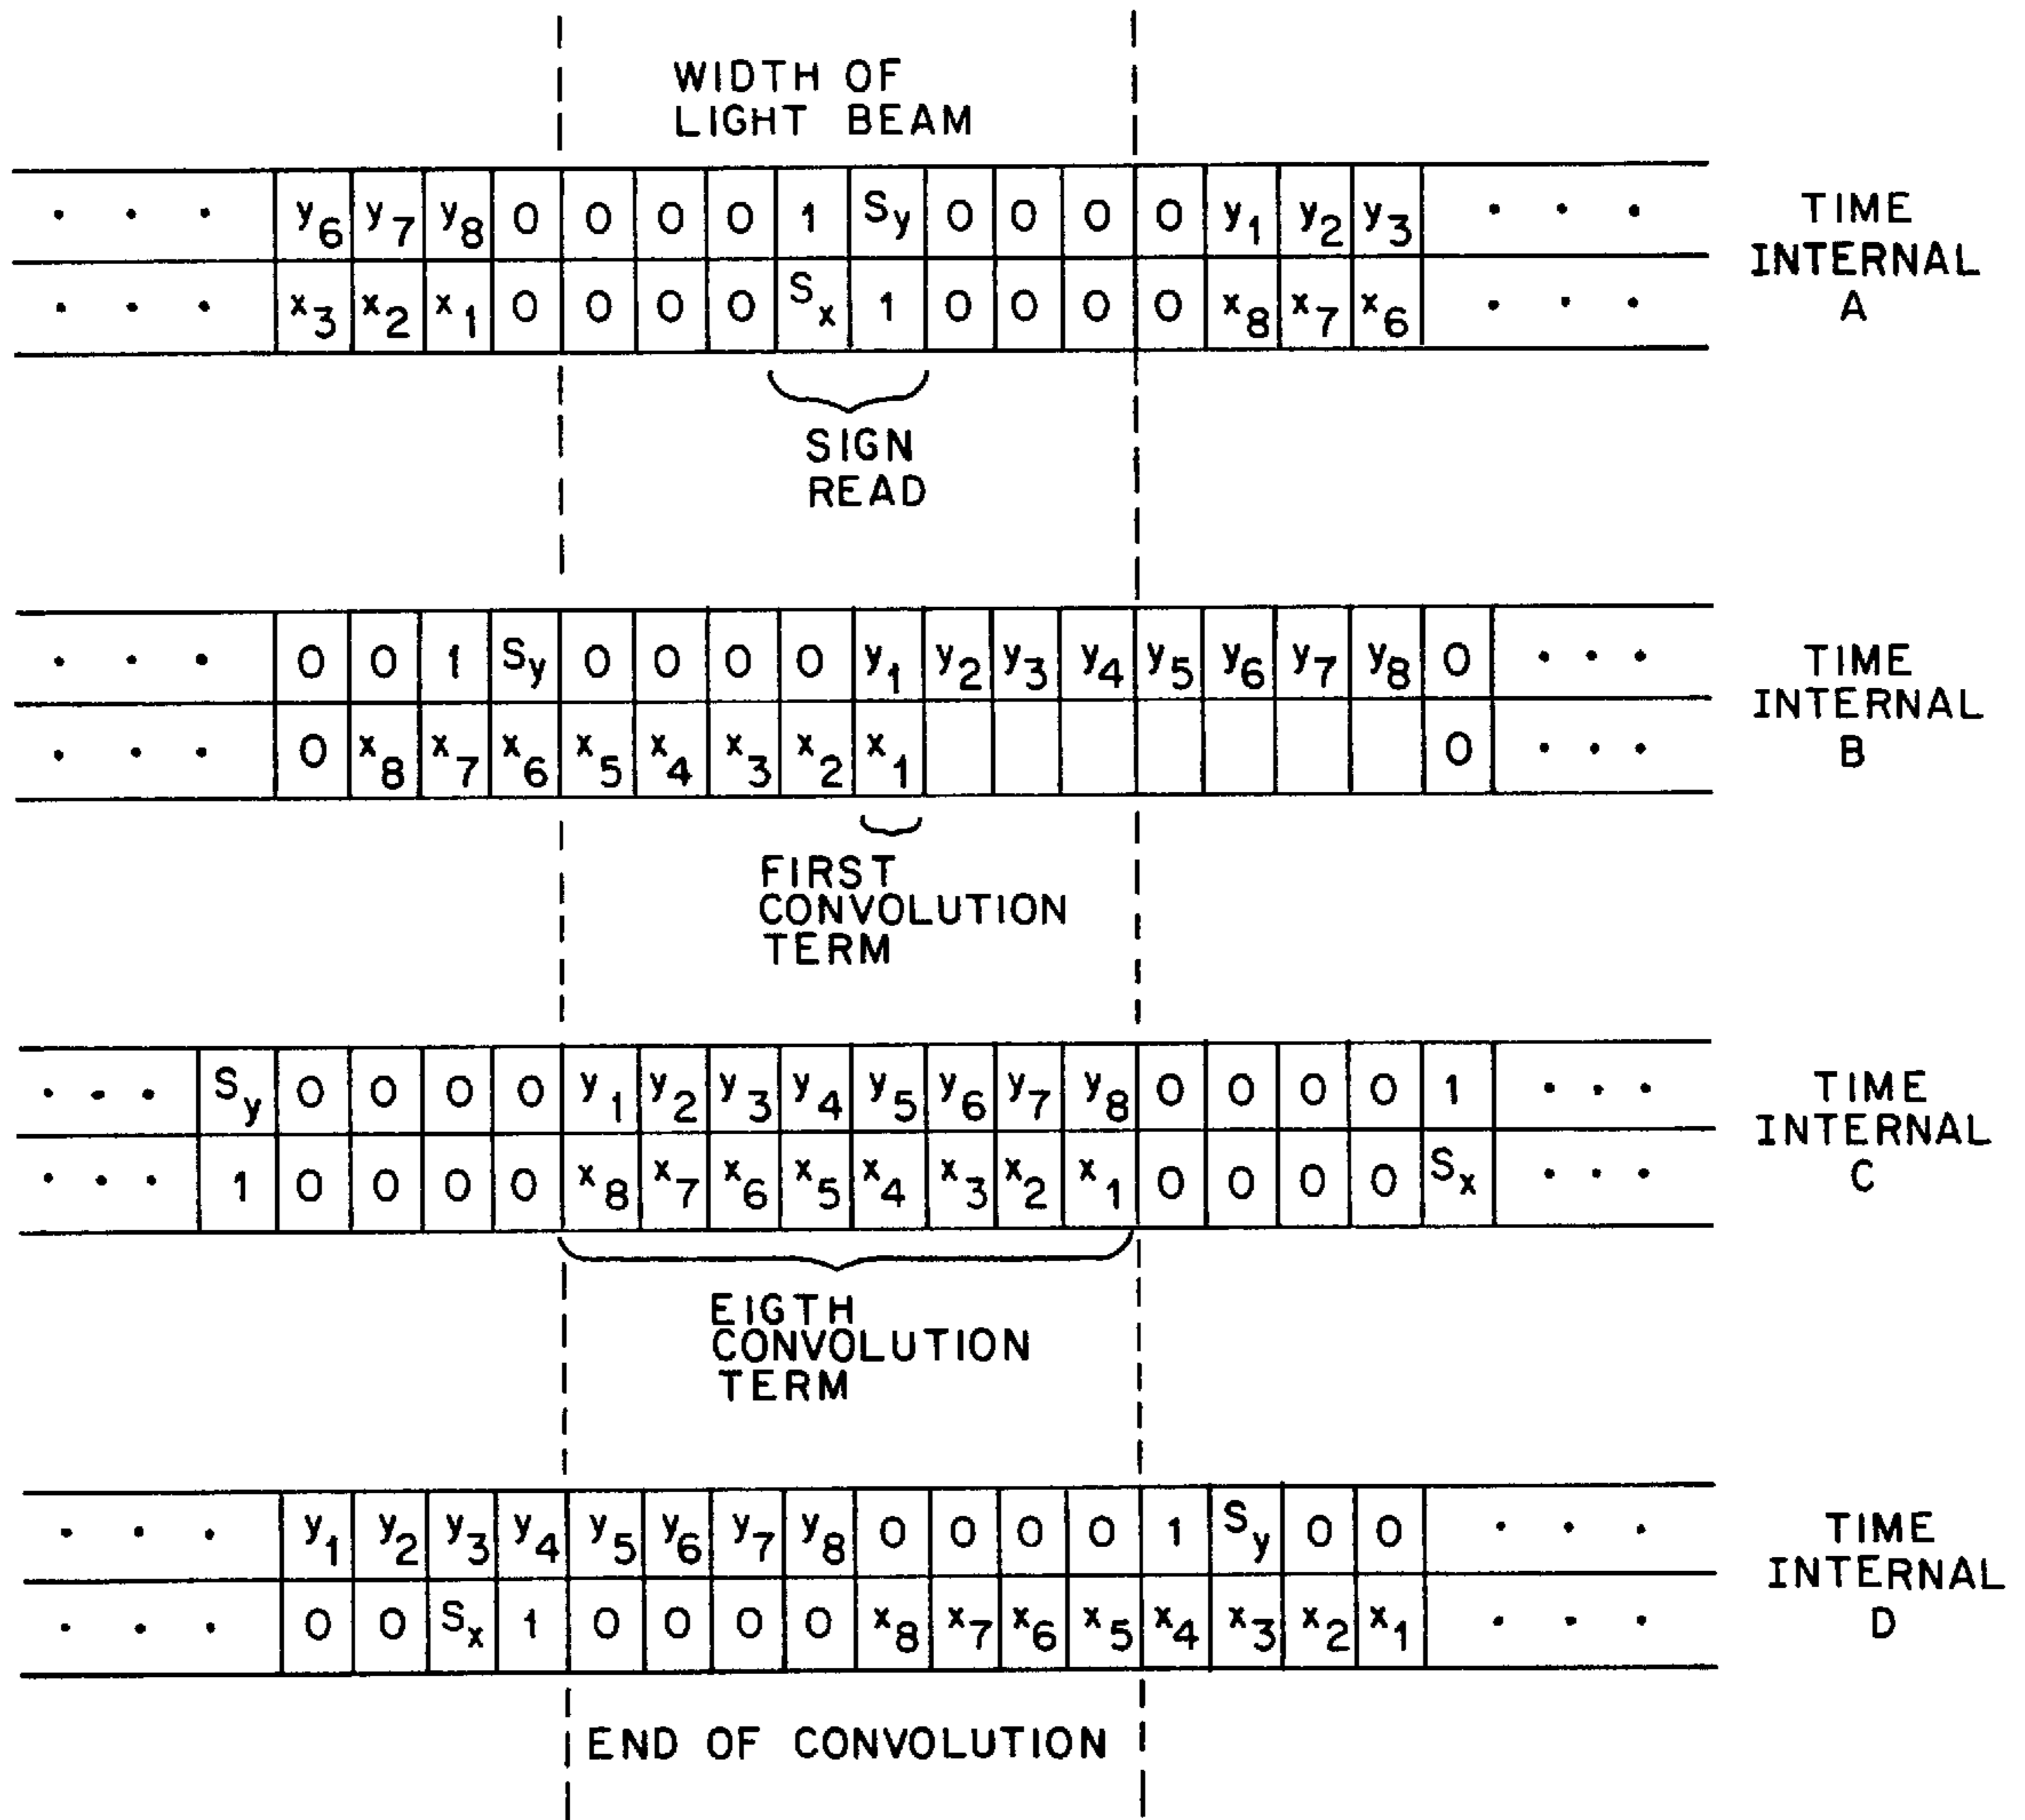 WIDTH OF
LIGHT BEAM
· · · y6 y7 y8 0 0 0 0 1 Sy 0 0 0 0 y1 y2 y3 · · ·
· · · x3 x2 x1 0 0 0 0 Sx 1 0 0 0 0 x8 x7 x6 · · ·
TIME
INTERNAL
A
SIGN
READ
· · · 0 0 1 Sy 0 0 0 0 y1 y2 y3 y4 y5 y6 y7 y8 0 · · ·
· · · 0 x8 x7 x6 x5 x4 x3 x2 x1 0 · · ·
TIME
INTERNAL
B
FIRST
CONVOLUTION
TERM
· · · Sy 0 0 0 0 y1 y2 y3 y4 y5 y6 y7 y8 0 0 0 0 1 · · ·
· · · 1 0 0 0 0 x8 x7 x6 x5 x4 x3 x2 x1 0 0 0 0 Sx · · ·
TIME
INTERNAL
C
EIGTH
CONVOLUTION
TERM
· · · y1 y2 y3 y4 y5 y6 y7 y8 0 0 0 0 1 Sy 0 0 · · ·
· · · 0 0 Sx 1 0 0 0 0 x8 x7 x6 x5 x4 x3 x2 x1 · · ·
TIME
INTERNAL
D
END OF CONVOLUTION